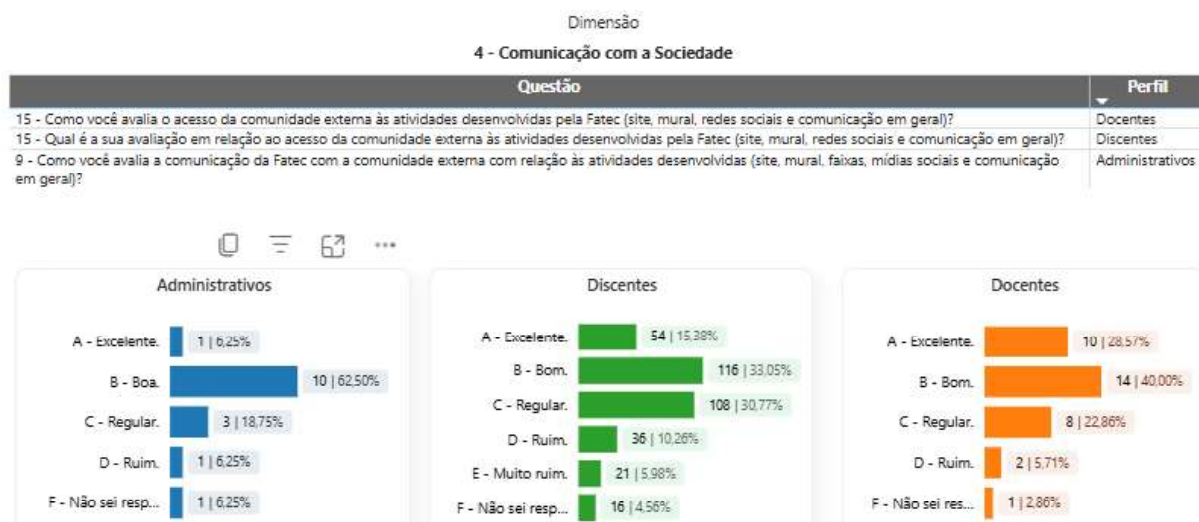 Dimensão
4 - Comunicação com a Sociedade
Questão Perfil
15 - Como você avalia o acesso da comunidade externa às atividades desenvolvidas pela Fatec (site, mural, redes sociais e comunicação em geral)? Docentes
15 - Qual é a sua avaliação em relação ao acesso da comunidade externa às atividades desenvolvidas pela Fatec (site, mural, redes sociais e comunicação em geral)? Discentes
9 - Como você avalia a comunicação da Fatec com a comunidade externa com relação às atividades desenvolvidas (site, mural, faixas, mídias sociais e comunicação Administrativos
em geral)?
Administrativos
A - Excelente. 1 | 6,25%
B - Boa. 10 | 62,50%
C - Regular. 3 | 18,75%
D - Ruim. 1 | 6,25%
F - Não sei resp... 1 | 6,25%
Discentes
A - Excelente. 54 | 15,38%
B - Bom. 116 | 33,05%
C - Regular. 108 | 30,77%
D - Ruim. 36 | 10,26%
E - Muito ruim. 21 | 5,98%
F - Não sei resp... 16 | 4,56%
Docentes
A - Excelente. 10 | 28,57%
B - Bom. 14 | 40,00%
C - Regular. 8 | 22,86%
D - Ruim. 2 | 5,71%
F - Não sei res... 1 | 2,86%